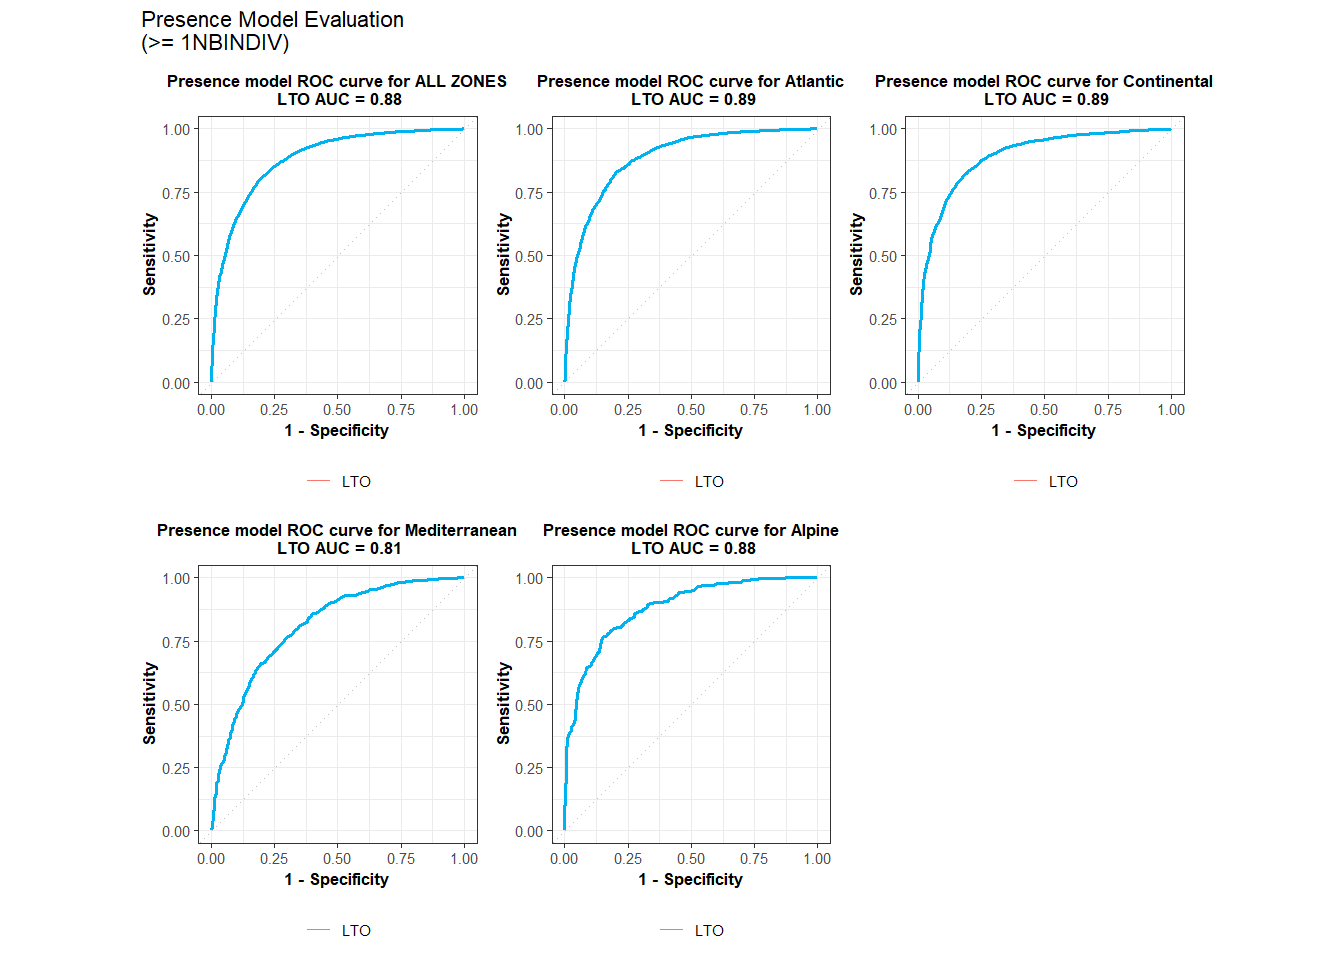 Presence Model Evaluation
(>= 1NBINDIV)
Presence model ROC curve for ALL ZONES
LTO AUC = 0.88
1.00
0.75
0.50
0.25
0.00
Sensitivity
0.00 0.25 0.50 0.75 1.00
1 - Specificity
LTO
Presence model ROC curve for Atlantic
LTO AUC = 0.89
1.00
0.75
0.50
0.25
0.00
Sensitivity
0.00 0.25 0.50 0.75 1.00
1 - Specificity
LTO
Presence model ROC curve for Continental
LTO AUC = 0.89
1.00
0.75
0.50
0.25
0.00
Sensitivity
0.00 0.25 0.50 0.75 1.00
1 - Specificity
LTO
Presence model ROC curve for Mediterranean
LTO AUC = 0.81
1.00
0.75
0.50
0.25
0.00
Sensitivity
0.00 0.25 0.50 0.75 1.00
1 - Specificity
LTO
Presence model ROC curve for Alpine
LTO AUC = 0.88
1.00
0.75
0.50
0.25
0.00
Sensitivity
0.00 0.25 0.50 0.75 1.00
1 - Specificity
LTO